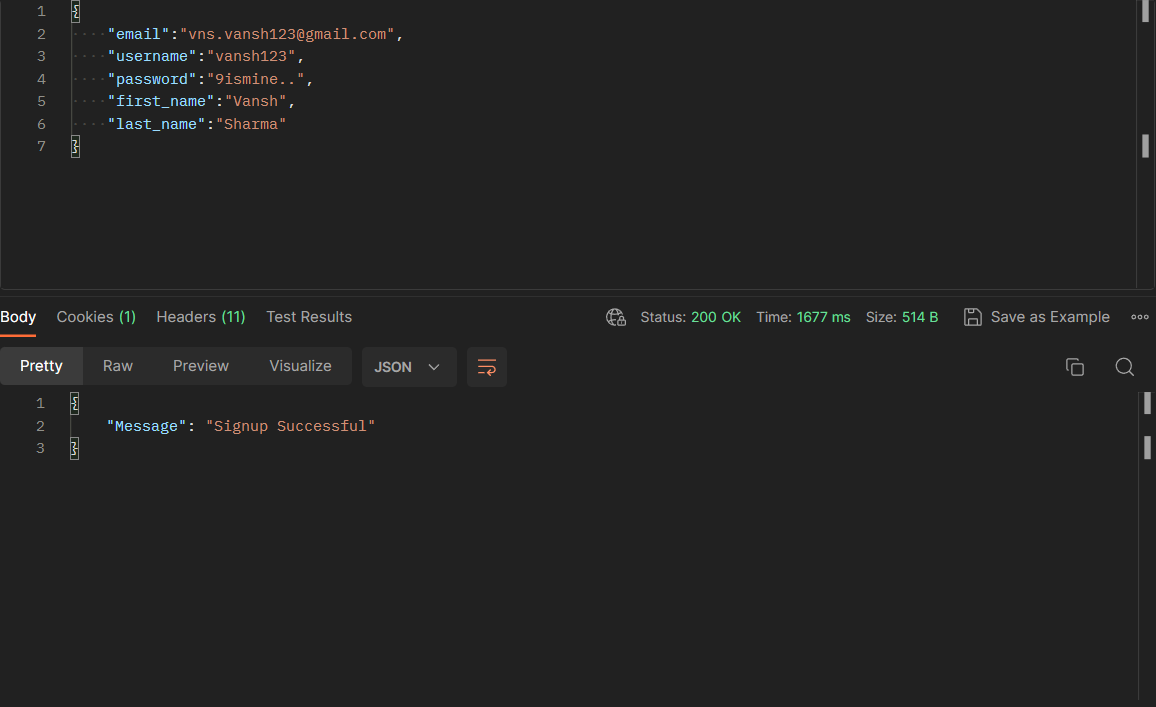 1 {
2 "email":"vns.vansh123@gmail.com",
3 "username":"vansh123",
4 "password":"9ismine..",
5 "first_name":"Vansh",
6 "last_name":"Sharma"
7 }
Body Cookies (1) Headers (11) Test Results Status: 200 OK Time: 1677 ms Size: 514 B Save as Example
Pretty Raw Preview Visualize JSON
1 {
2 "Message": "Signup Successful"
3 }